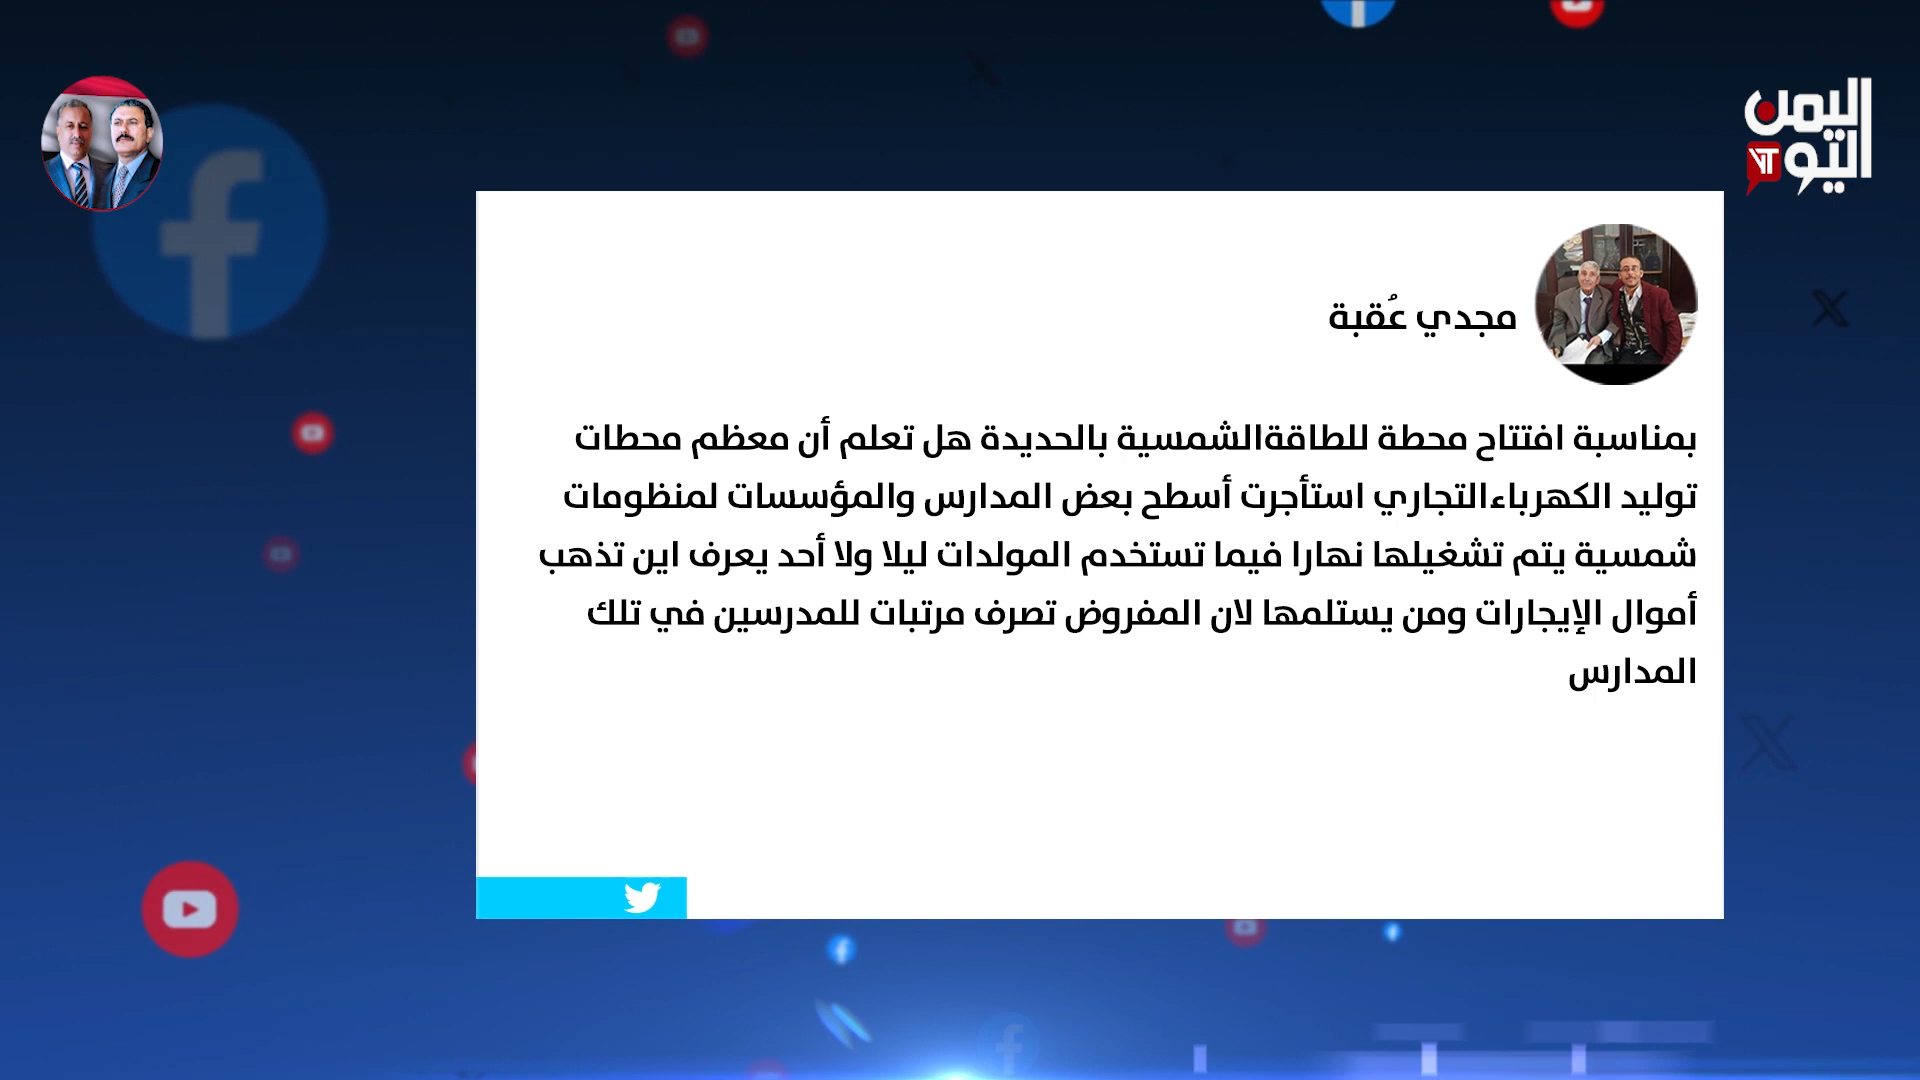 اليمن
اليوم
YT
مجدي عُقبة
بمناسبة افتتاح محطة للطاقةالشمسية بالحديدة هل تعلم أن معظم محطات
توليد الكهرباءالتجاري استأجرت أسطح بعض المدارس والمؤسسات لمنظومات
شمسية يتم تشغيلها نهارا فيما تستخدم المولدات ليلا ولا أحد يعرف اين تذهب
أموال الإيجارات ومن يستلمها لان المفروض تصرف مرتبات للمدرسين في تلك
المدارس